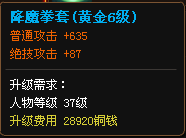 降魔拳套(黄金6级)
普通攻击 +635
绝技攻击 +87
升级需求：
人物等级 37级
升级费用 28920铜钱